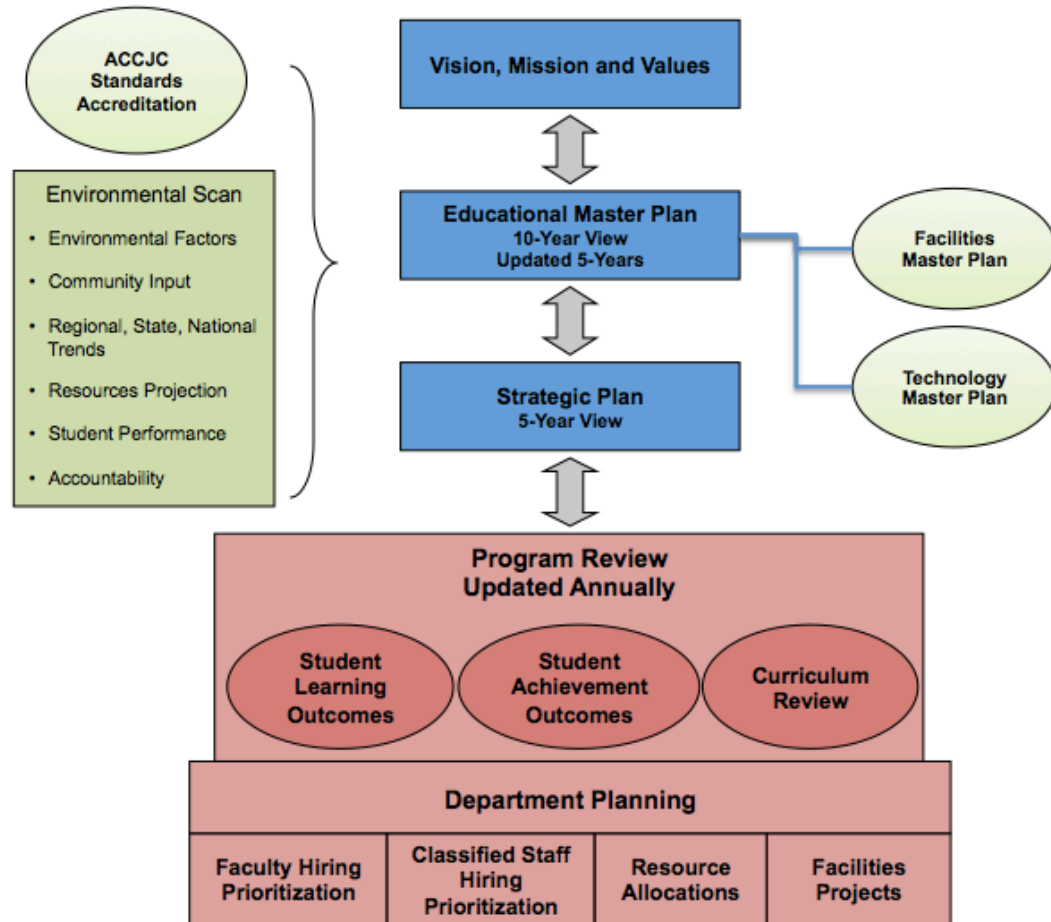 ACCJC
Standards
Accreditation
Environmental Scan
• Environmental Factors
• Community Input
• Regional, State, National
Trends
• Resources Projection
• Student Performance
• Accountability
Vision, Mission and Values
Educational Master Plan
10-Year View
Updated 5-Years
Facilities
Master Plan
Technology
Master Plan
Strategic Plan
5-Year View
Program Review
Updated Annually
Student
Learning
Outcomes
Student
Achievement
Outcomes
Curriculum
Review
Department Planning
Faculty Hiring
Prioritization
Classified Staff
Hiring
Prioritization
Resource
Allocations
Facilities
Projects